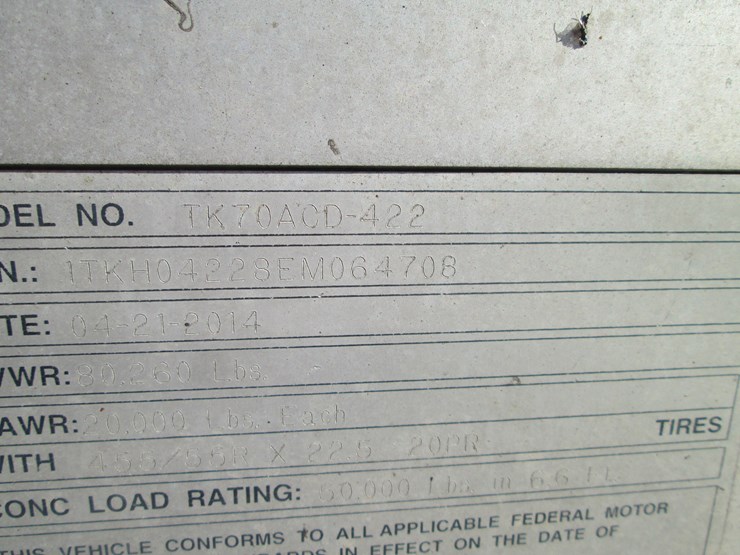 DEL NO. TK70ACD-422
N.: 1TKH04228EM064708
TE: 04-21-2014
VWR: 89,260 Lbs.
AWR: 20,000 Lbs. Each
WITH 455/55R X 22.5 20PR TIRES
CONC LOAD RATING: 60,000 Lbs in 6.6 Ft.
THIS VEHICLE CONFORMS TO ALL APPLICABLE FEDERAL MOTOR
IN EFFECT ON THE DATE OF